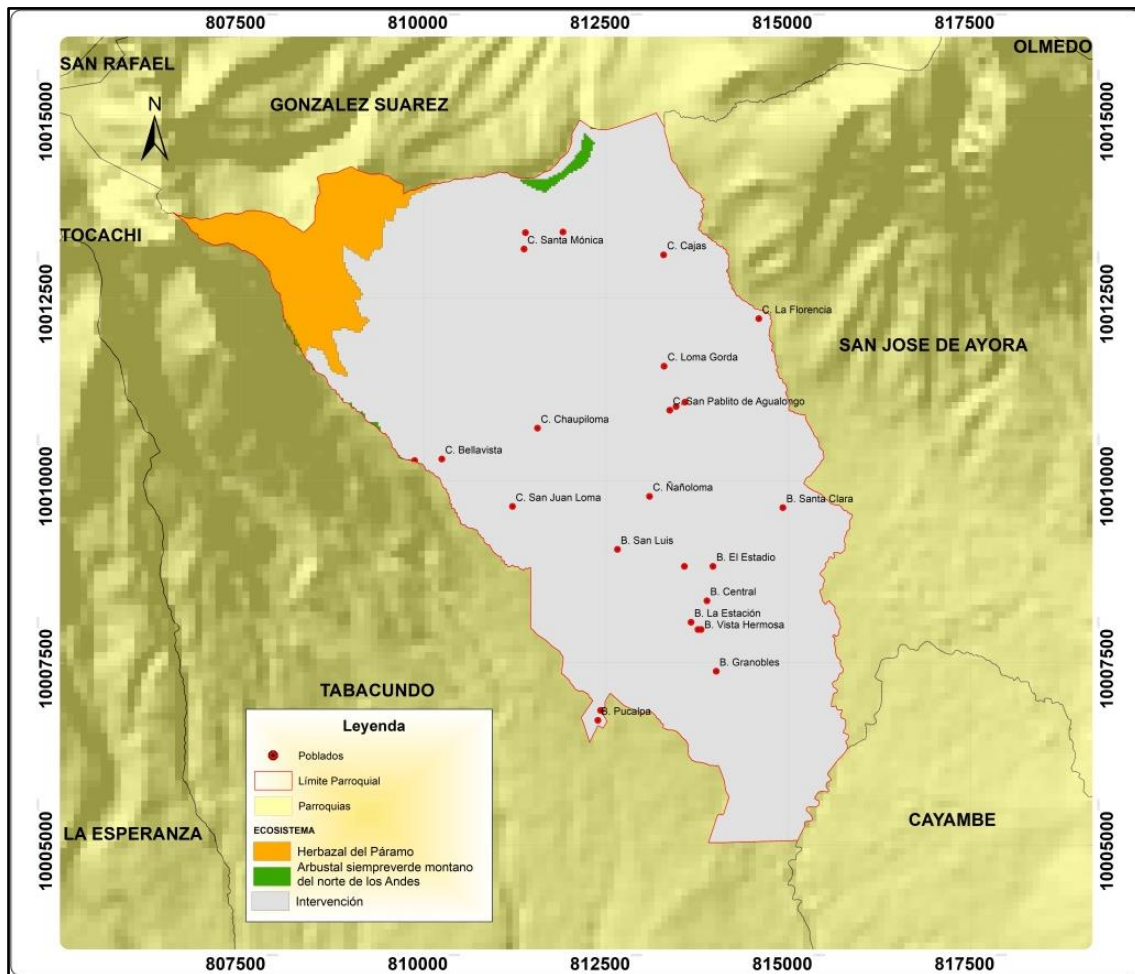 807500
810000
812500
815000
817500
OLMEDO
SAN RAFAEL
GONZALEZ SUAREZ
N
10015000
10015000
TOCACHI
C. Santa Mónica
C. Cajas
10012500
10012500
C. La Florencia
SAN JOSE DE AYORA
C. Loma Gorda
C. San Pablito de Agualongo
C. Chaupiloma
C. Bellavista
10010000
10010000
C. Ñañoloma
C. San Juan Loma
B. Santa Clara
B. San Luis
B. El Estadio
B. Central
B. La Estación
B. Vista Hermosa
10007500
10007500
B. Granobles
TABACUNDO
B. Pucalpa
Leyenda
Poblados
Límite Parroquial
Parroquias
ECOSISTEMA
Herbazal del Páramo
Arbustal siempreverde montano
del norte de los Andes
Intervención
LA ESPERANZA
CAYAMBE
10005000
10005000
807500
810000
812500
815000
817500